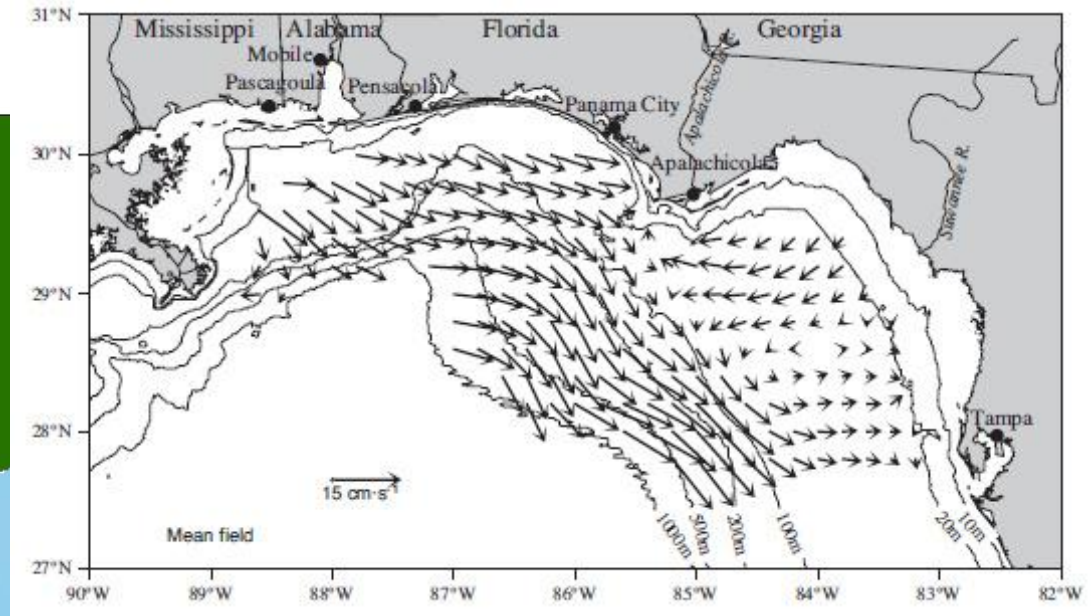 31°N
Mississippi Alabama Florida Georgia
Mobile
Pascagoula Pensacola
Panama City
Apalachicola R.
30°N
Apalachicola
Suwannee R.
29°N
28°N
Tampa
15 cm·s⁻¹
Mean field
1000m 500m 200m 100m 20m 10m
27°N
90°W 89°W 88°W 87°W 86°W 85°W 84°W 83°W 82°W